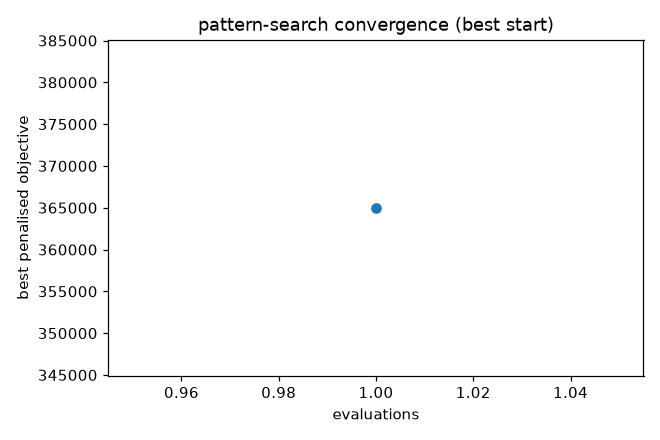 pattern-search convergence (best start)
385000
380000
375000
370000
365000
360000
355000
350000
345000
best penalised objective
0.96 0.98 1.00 1.02 1.04
evaluations